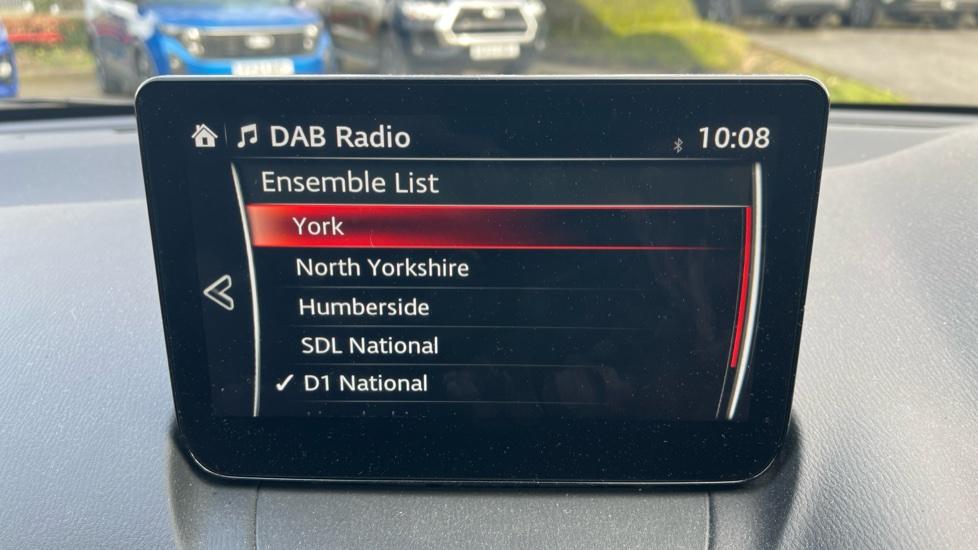 DAB Radio
10:08
Ensemble List
York
North Yorkshire
Humberside
SDL National
✓ D1 National